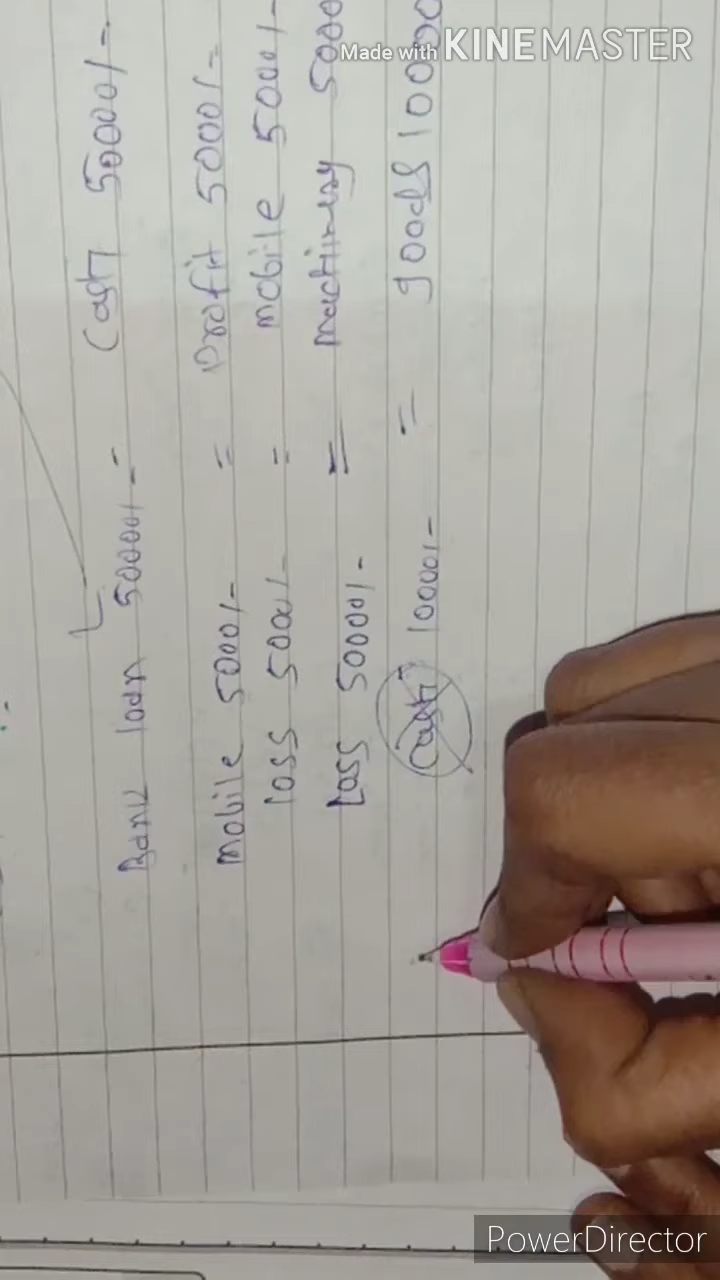 Made with KINEMASTER
Bank loan 50000/- = Cash 50000/-
Mobile 5000/- = Profit 5000/-
Loss 5000/- = Mobile 5000/-
Loss 50000/- = Machinery 5000
Cash 10000/- = goods 10000
PowerDirector